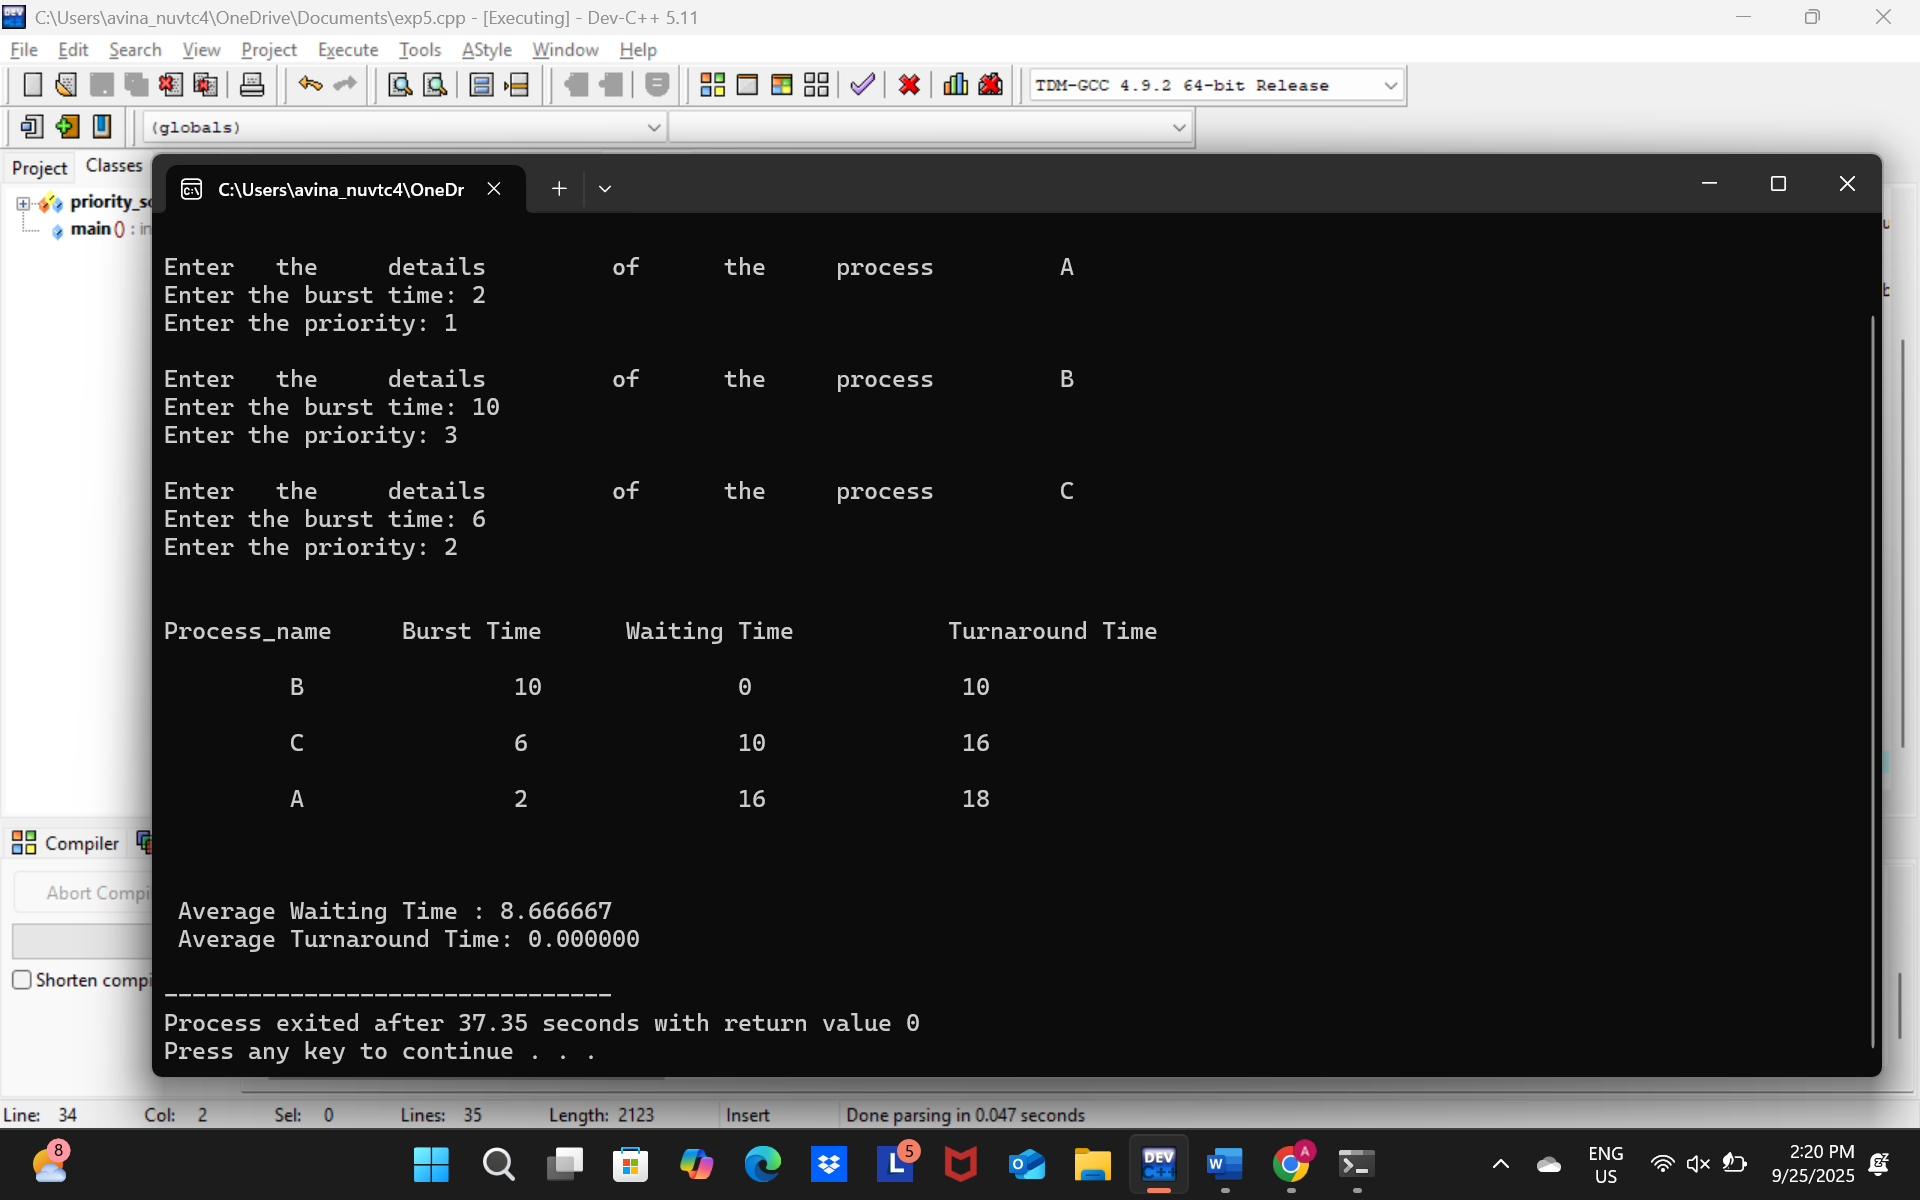 C:\Users\avina_nuvtc4\OneDrive\Documents\exp5.cpp - [Executing] - Dev-C++ 5.11
File Edit Search View Project Execute Tools AStyle Window Help
TDM-GCC 4.9.2 64-bit Release
(globals)
Project Classes
C:\Users\avina_nuvtc4\OneDr
priority_s
main () : in
Enter the details of the process A
Enter the burst time: 2
Enter the priority: 1
Enter the details of the process B
Enter the burst time: 10
Enter the priority: 3
Enter the details of the process C
Enter the burst time: 6
Enter the priority: 2
Process_name Burst Time Waiting Time Turnaround Time
B 10 0 10
C 6 10 16
A 2 16 18
Average Waiting Time : 8.666667
Average Turnaround Time: 0.000000
--------------------------------
Process exited after 37.35 seconds with return value 0
Press any key to continue . . .
Compiler
Abort Compi
Shorten compi
Line: 34 Col: 2 Sel: 0 Lines: 35 Length: 2123 Insert Done parsing in 0.047 seconds
8
L 5
DEV C++
W
A
ENG
US
2:20 PM
9/25/2025